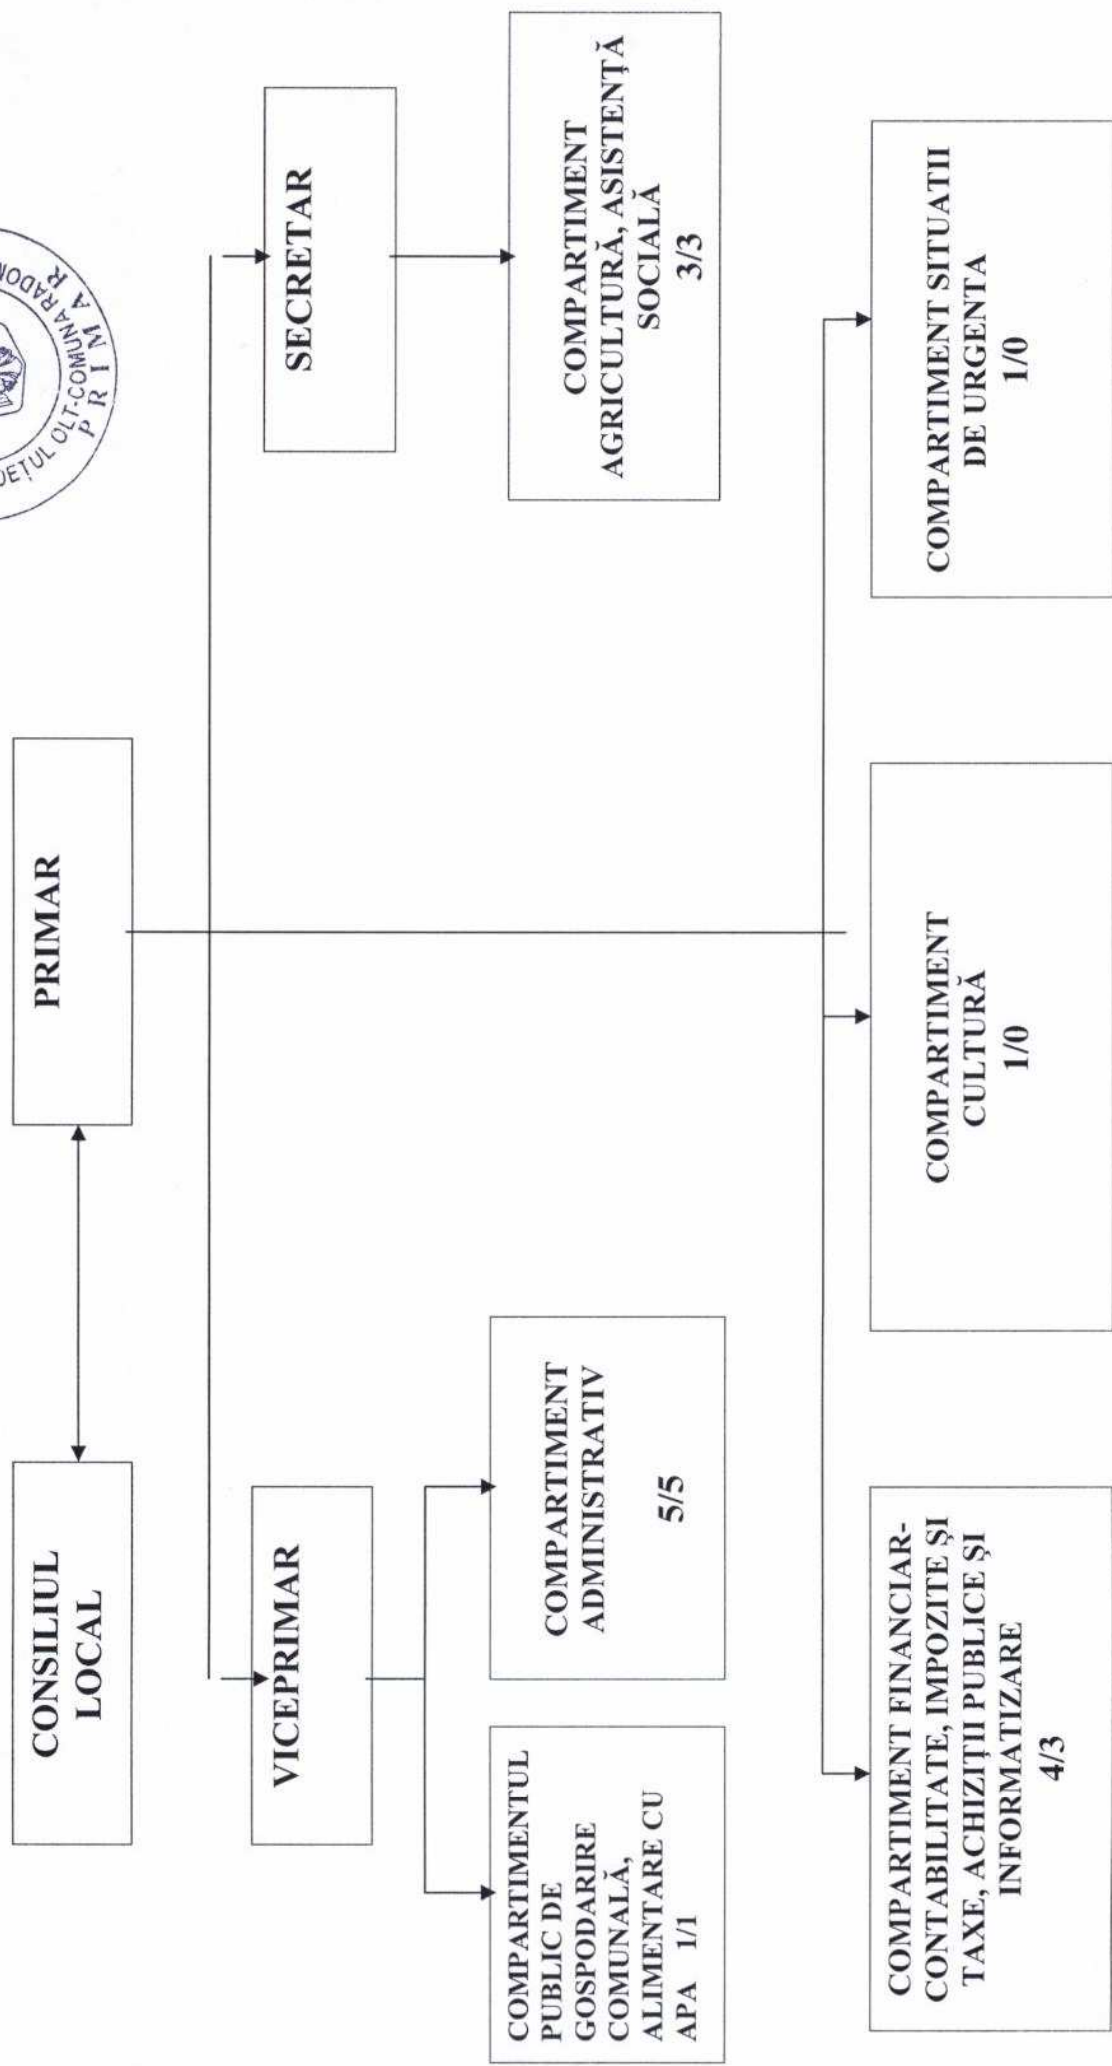 JUDEȚUL OLT-COMUNA
PRIMAR
CONSILIUL
LOCAL
PRIMAR
VICEPRIMAR
SECRETAR
COMPARTIMENTUL
PUBLIC DE
GOSPODARIRE
COMUNALĂ,
ALIMENTARE CU
APA 1/1
COMPARTIMENT
ADMINISTRATIV
5/5
COMPARTIMENT
AGRICULTURĂ, ASISTENȚĂ
SOCIALĂ
3/3
COMPARTIMENT FINANCIAR-
CONTABILITATE, IMPOZITE ȘI
TAXE, ACHIZIȚII PUBLICE ȘI
INFORMATIZARE
4/3
COMPARTIMENT
CULTURĂ
1/0
COMPARTIMENT SITUATII
DE URGENTA
1/0